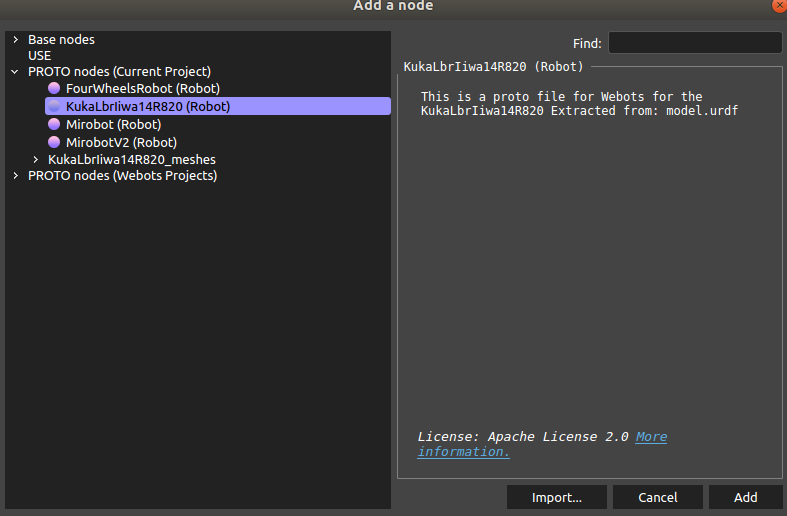 Add a node
Base nodes
USE
PROTO nodes (Current Project)
FourWheelsRobot (Robot)
KukaLbrIiwa14R820 (Robot)
Mirobot (Robot)
MirobotV2 (Robot)
KukaLbrIiwa14R820_meshes
PROTO nodes (Webots Projects)
Find:
KukaLbrIiwa14R820 (Robot)
This is a proto file for Webots for the
KukaLbrIiwa14R820 Extracted from: model.urdf
License: Apache License 2.0 More
information.
Import...
Cancel
Add